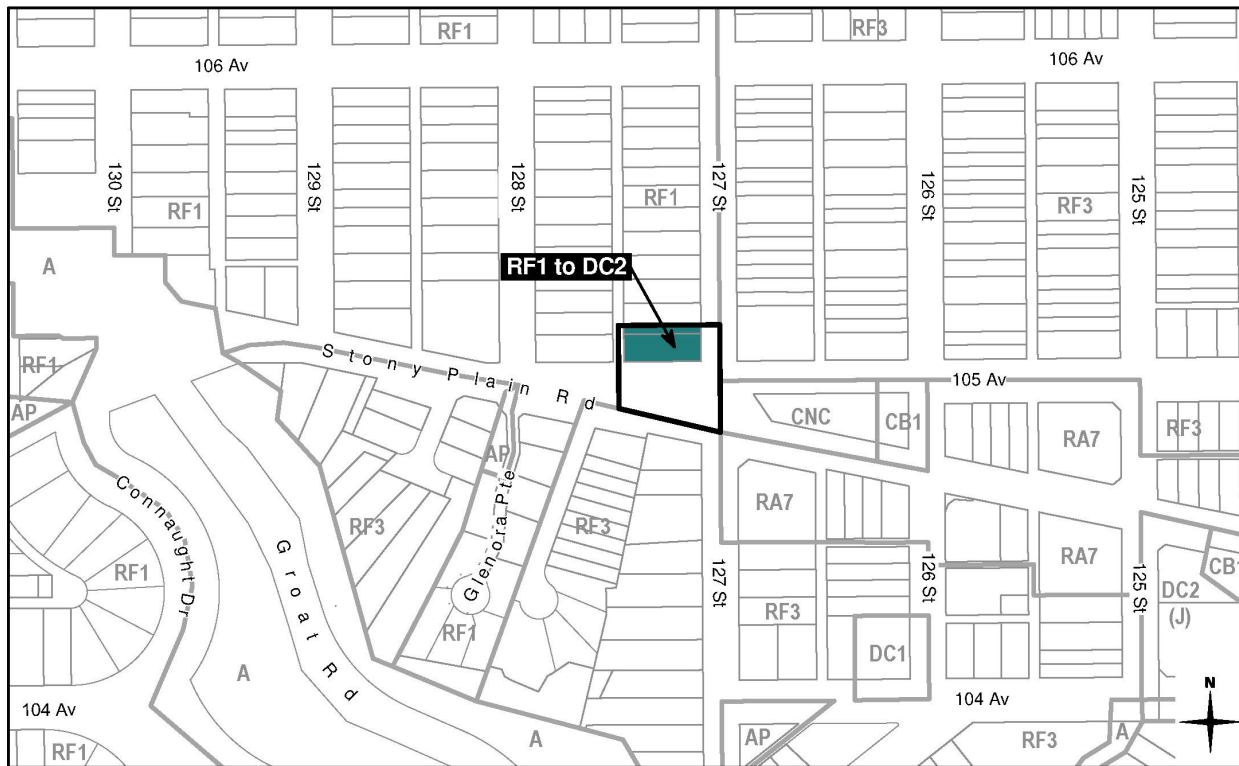 RF1
RF3
106 Av
106 Av
130 St
129 St
128 St
127 St
126 St
125 St
RF1
RF1
RF3
A
RF1 to DC2
Stony Plain Rd
105 Av
RF1
AP
CNC
CB1
RA7
RF3
AP
RA7
RF3
RF3
Connaught Dr
Groat Rd
Glenora Pte
RF1
RA7
CB1
127 St
126 St
125 St
DC2
(J)
RF3
RF1
DC1
A
104 Av
104 Av
N
RF1
A
AP
RF3
A